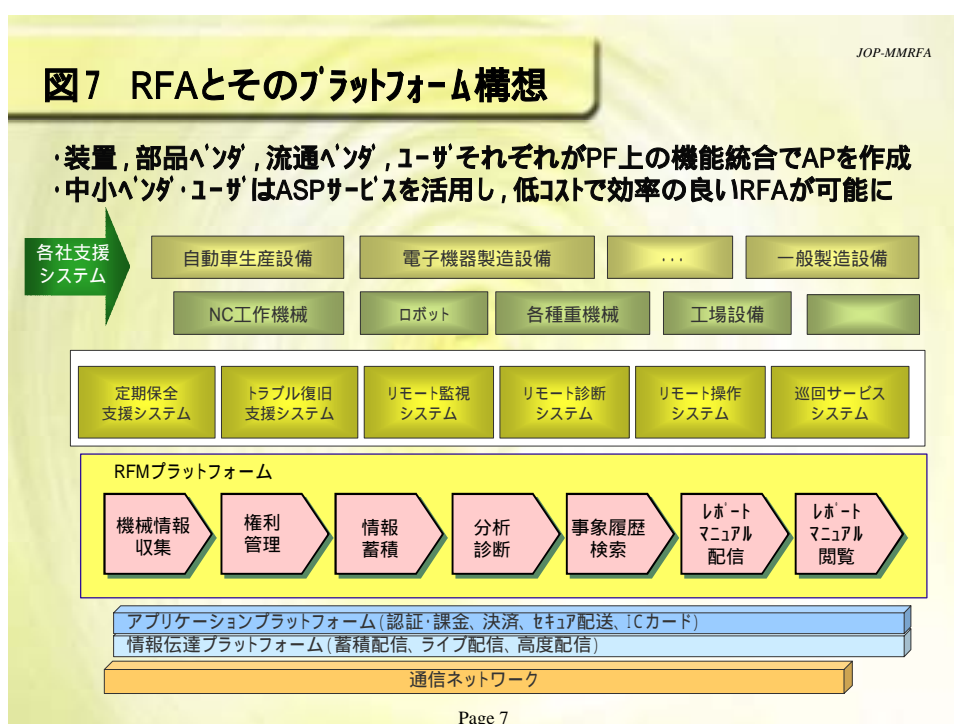 JOP-MMRFA
図7 RFAとそのﾌﾟﾗｯﾄﾌｫｰﾑ構想
・装置,部品ﾍﾞﾝﾀﾞ,流通ﾍﾞﾝﾀﾞ,ﾕｰｻﾞそれぞれがPF上の機能統合でAPを作成
・中小ﾍﾞﾝﾀﾞ・ﾕｰｻﾞはASPｻｰﾋﾞｽを活用し,低ｺｽﾄで効率の良いRFAが可能に
各社支援
システム
自動車生産設備
電子機器製造設備
･･･
一般製造設備
NC工作機械
ﾛﾎﾞｯﾄ
各種重機械
工場設備
定期保全
支援システム
トラブル復旧
支援システム
リモート監視
システム
リモート診断
システム
リモート操作
システム
巡回サービス
システム
RFMプラットフォーム
機械情報
収集
権利
管理
情報
蓄積
分析
診断
事象履歴
検索
ﾚﾎﾟｰﾄ
ﾏﾆｭｱﾙ
配信
ﾚﾎﾟｰﾄ
ﾏﾆｭｱﾙ
閲覧
アプリケーションプラットフォーム(認証･課金、決済、ｾｷｭｱ配送、ICカード)
情報伝達プラットフォーム(蓄積配信、ライブ配信、高度配信)
通信ネットワーク
Page 7